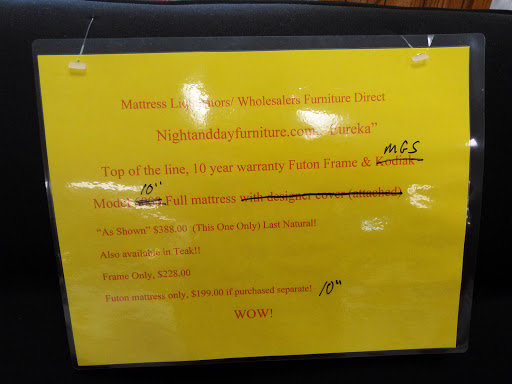 Mattress Liquidators/ Wholesalers Furniture Direct
Nightanddayfurniture.com "Eureka"
MGS
Top of the line, 10 year warranty Futon Frame & Kodiak
10"
Model Full mattress with designer cover (attached)
"As Shown" $388.00 (This One Only) Last Natural!
Also available in Teak!!
Frame Only, $228.00
Futon mattress only, $199.00 if purchased separate! 10"
WOW!